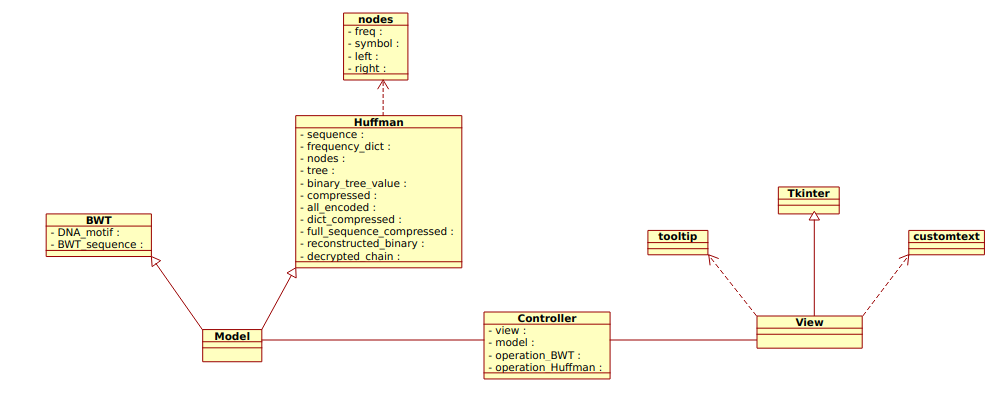 nodes
- freq :
- symbol :
- left :
- right :
Huffman
- sequence :
- frequency_dict :
- nodes :
- tree :
- binary_tree_value :
- compressed :
- all_encoded :
- dict_compressed :
- full_sequence_compressed :
- reconstructed_binary :
- decrypted_chain :
Tkinter
BWT
- DNA_motif :
- BWT_sequence :
tooltip
customtext
Model
Controller
- view :
- model :
- operation_BWT :
- operation_Huffman :
View